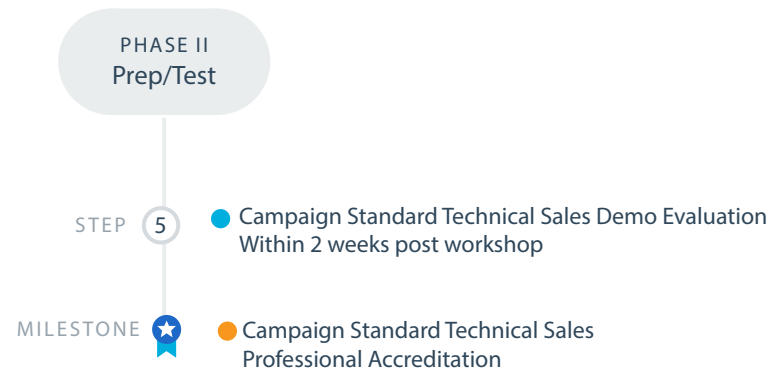 PHASE II
Prep/Test
STEP 5
Campaign Standard Technical Sales Demo Evaluation
Within 2 weeks post workshop
MILESTONE
Campaign Standard Technical Sales
Professional Accreditation